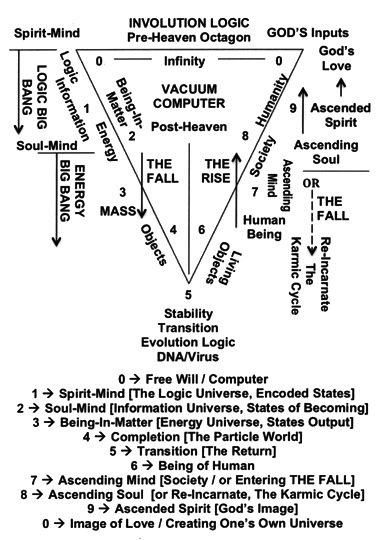 INVOLUTION LOGIC
Pre-Heaven Octagon
Spirit-Mind
GOD'S Inputs
God's
Love
0
Infinity
0
LOGIC BIG
BANG
Logic
Information
1
Being-In-
Matter
2
Energy
VACUUM
COMPUTER
Post-Heaven
Humanity
8
9
Ascended
Spirit
Soul-Mind
ENERGY
BIG BANG
THE
FALL
THE
RISE
Society
7
Ascending
Mind
Ascending
Soul
OR
THE
FALL
3
MASS
Objects
4
6
Living
Objects
Human
Being
Re-Incarnate
The
Karmic Cycle
5
Stability
Transition
Evolution Logic
DNA/Virus
0 → Free Will / Computer
1 → Spirit-Mind [The Logic Universe, Encoded States]
2 → Soul-Mind [Information Universe, States of Becoming]
3 → Being-In-Matter [Energy Universe, States Output]
4 → Completion [The Particle World]
5 → Transition [The Return]
6 → Being of Human
7 → Ascending Mind [Society / or Entering THE FALL]
8 → Ascending Soul [or Re-Incarnate, The Karmic Cycle]
9 → Ascended Spirit [God's Image]
0 → Image of Love / Creating One's Own Universe